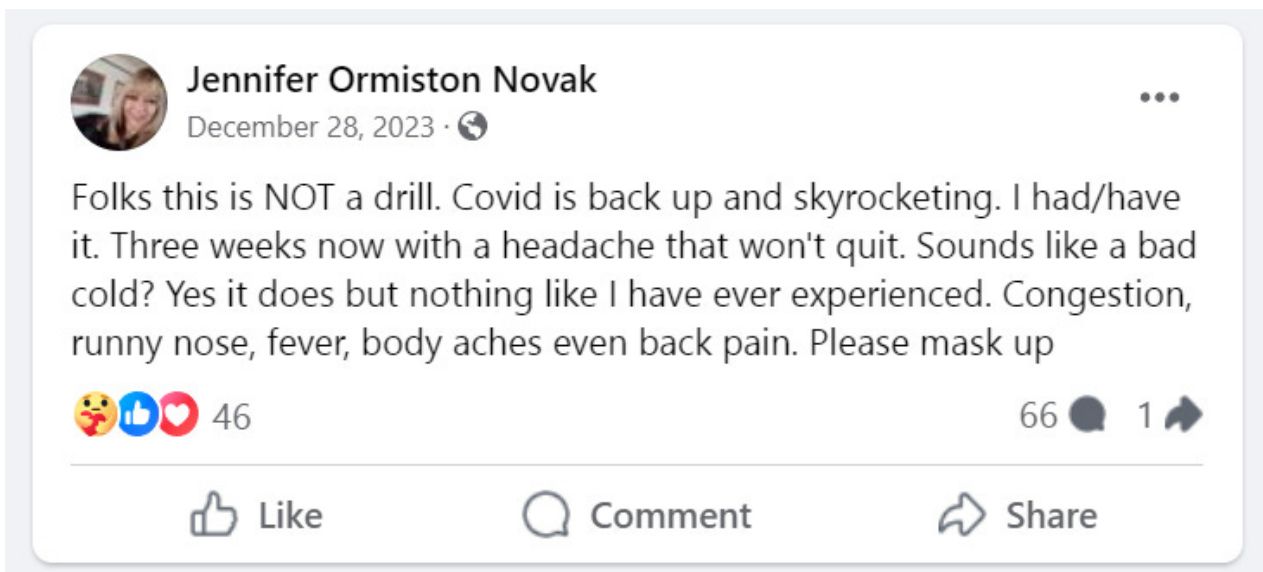 Jennifer Ormiston Novak
December 28, 2023 ·
Folks this is NOT a drill. Covid is back up and skyrocketing. I had/have
it. Three weeks now with a headache that won't quit. Sounds like a bad
cold? Yes it does but nothing like I have ever experienced. Congestion,
runny nose, fever, body aches even back pain. Please mask up
46 66 1
Like Comment Share